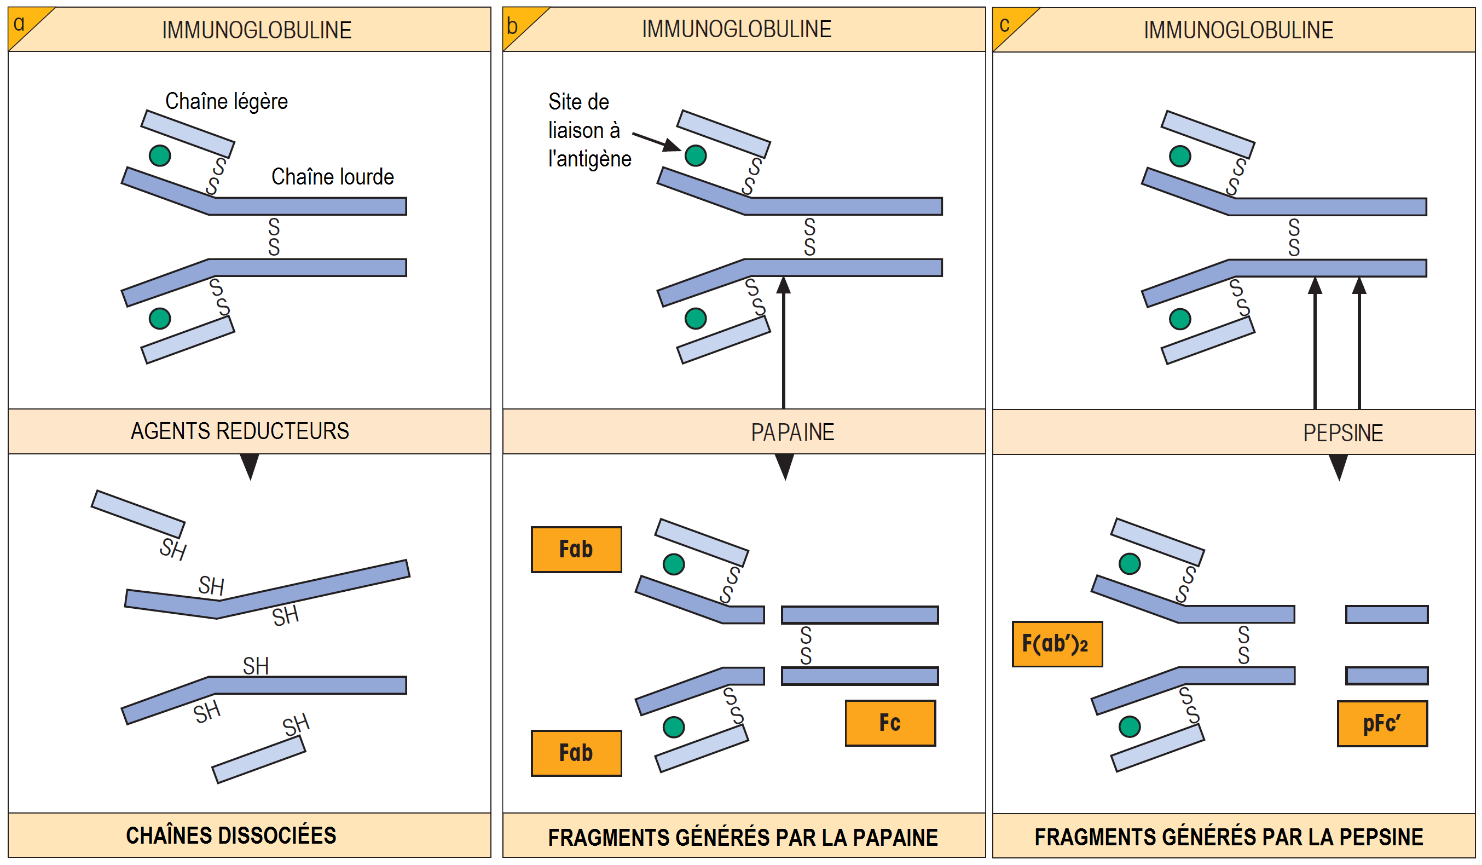 a
IMMUNOGLOBULINE
Chaîne légère
S
S
Chaîne lourde
S
S
S
S
AGENTS REDUCTEURS
SH
SH
SH
SH
SH
SH
CHAÎNES DISSOCIÉES
b
IMMUNOGLOBULINE
Site de
liaison à
l'antigène
S
S
S
S
S
S
PAPAINE
Fab
S
S
S
S
S
S
Fc
Fab
FRAGMENTS GÉNÉRÉS PAR LA PAPAINE
c
IMMUNOGLOBULINE
S
S
S
S
S
S
PEPSINE
S
S
F(ab′)₂
S
S
S
S
pFc′
FRAGMENTS GÉNÉRÉS PAR LA PEPSINE